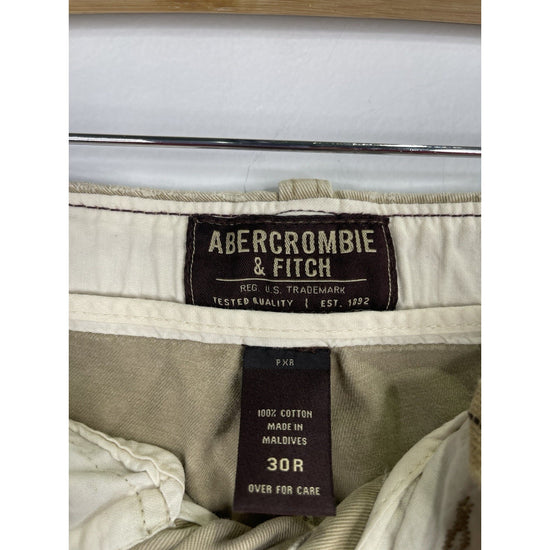 ABERCROMBIE
& FITCH
REG. U.S. TRADEMARK
TESTED QUALITY | EST. 1892
PXR
100% COTTON
MADE IN
MALDIVES
30R
OVER FOR CARE